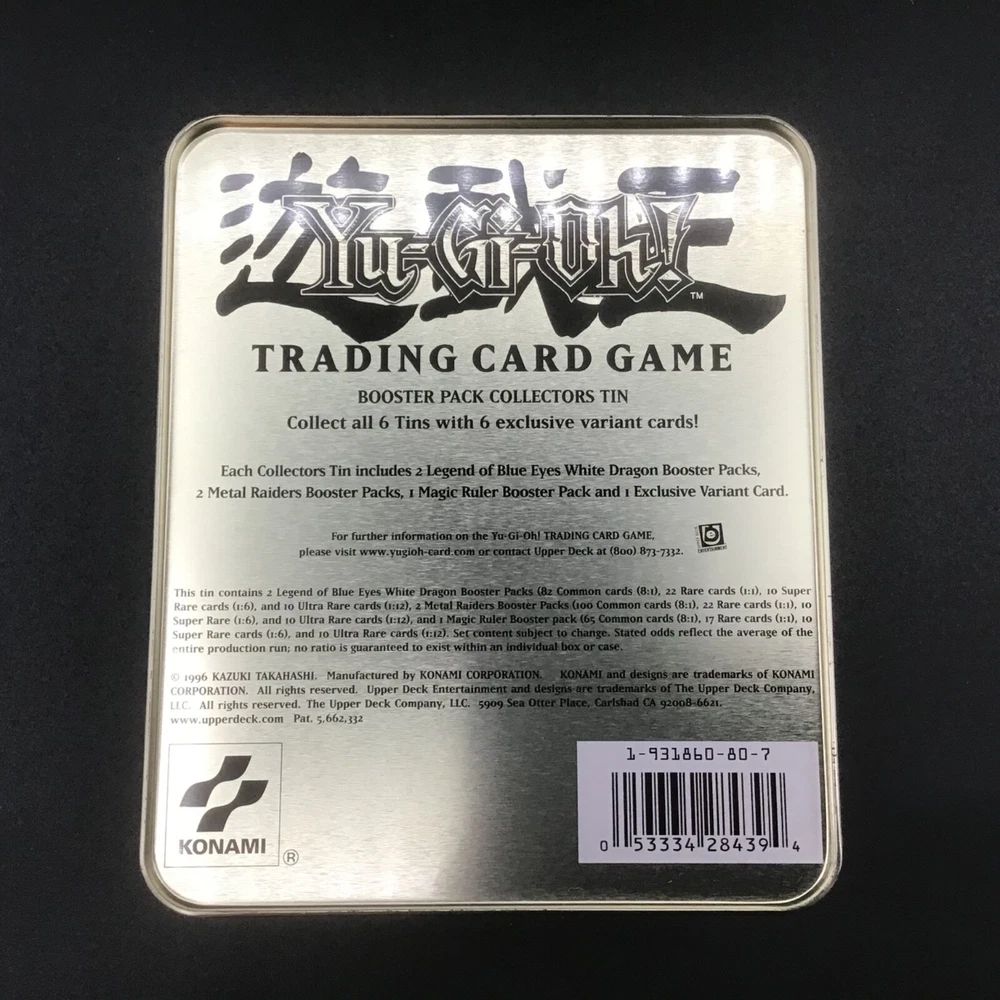 遊戯王
Yu-Gi-Oh!
TM
TRADING CARD GAME
BOOSTER PACK COLLECTORS TIN
Collect all 6 Tins with 6 exclusive variant cards!
Each Collectors Tin includes 2 Legend of Blue Eyes White Dragon Booster Packs,
2 Metal Raiders Booster Packs, 1 Magic Ruler Booster Pack and 1 Exclusive Variant Card.
For further information on the Yu-Gi-Oh! TRADING CARD GAME,
please visit www.yugioh-card.com or contact Upper Deck at (800) 873-7332.
ENTERTAINMENT
This tin contains 2 Legend of Blue Eyes White Dragon Booster Packs (82 Common cards (8:1), 22 Rare cards (1:1), 10 Super
Rare cards (1:6), and 10 Ultra Rare cards (1:12), 2 Metal Raiders Booster Packs (100 Common cards (8:1), 22 Rare cards (1:1), 10
Super Rare (1:6), and 10 Ultra Rare cards (1:12), and 1 Magic Ruler Booster pack (65 Common cards (8:1), 17 Rare cards (1:1), 10
Super Rare cards (1:6), and 10 Ultra Rare cards (1:12). Set content subject to change. Stated odds reflect the average of the
entire production run; no ratio is guaranteed to exist within an individual box or case.
© 1996 KAZUKI TAKAHASHI. Manufactured by KONAMI CORPORATION. KONAMI and designs are trademarks of KONAMI
CORPORATION. All rights reserved. Upper Deck Entertainment and designs are trademarks of The Upper Deck Company,
LLC. All rights reserved. The Upper Deck Company, LLC. 5909 Sea Otter Place, Carlsbad CA 92008-6621.
www.upperdeck.com Pat. 5,662,332
KONAMI
®
1-931860-80-7
0 53334 28439 4